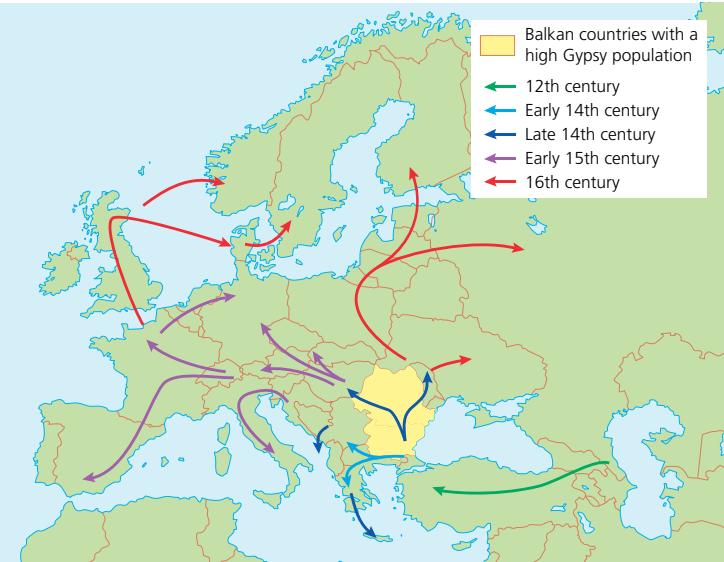 Balkan countries with a
high Gypsy population
12th century
Early 14th century
Late 14th century
Early 15th century
16th century